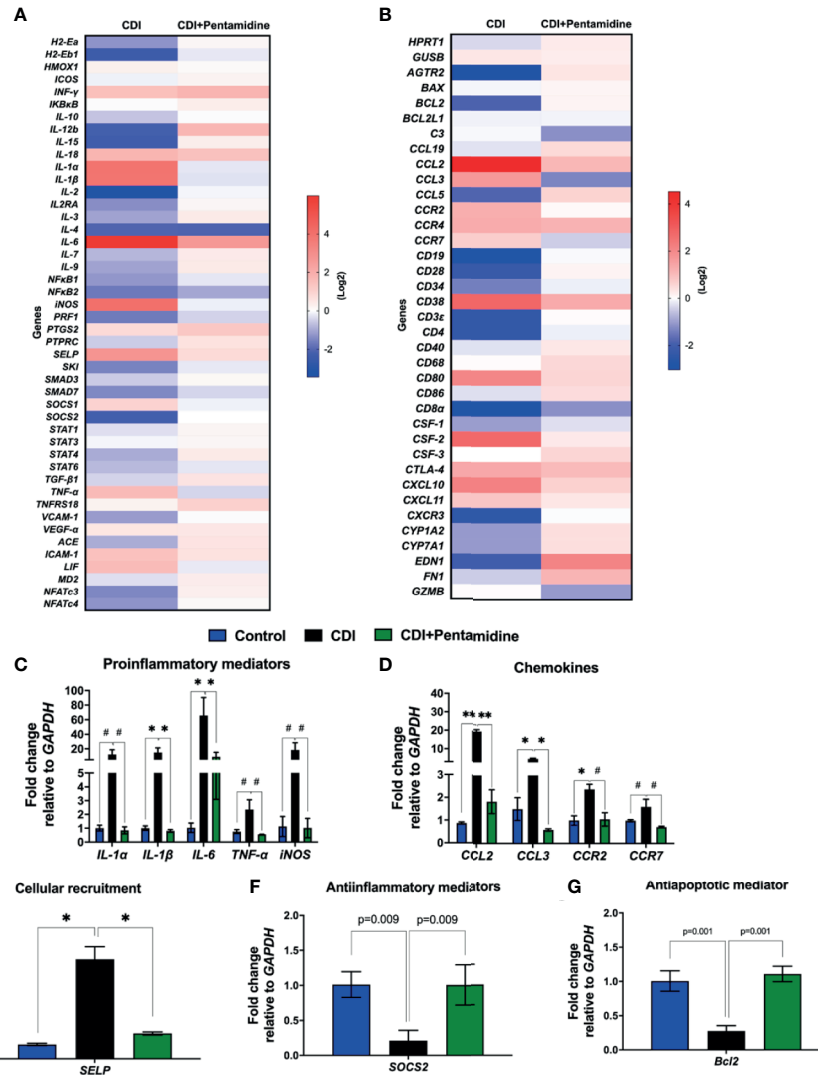 A
CDI CDI+Pentamidine
H2-Ea
H2-Eb1
HMOX1
ICOS
INF-γ
IKBκB
IL-10
IL-12b
IL-15
IL-18
IL-1α
IL-1β
IL-2
IL2RA
IL-3
IL-4
IL-6
IL-7
IL-9
NFκB1
NFκB2
iNOS
PRF1
PTGS2
PTPRC
SELP
SKI
SMAD3
SMAD7
SOCS1
SOCS2
STAT1
STAT3
STAT4
STAT6
TGF-β1
TNF-α
TNFRS18
VCAM-1
VEGF-α
ACE
ICAM-1
LIF
MD2
NFATc3
NFATc4
Genes
4
2
0
-2
(Log2)
B
CDI CDI+Pentamidine
HPRT1
GUSB
AGTR2
BAX
BCL2
BCL2L1
C3
CCL19
CCL2
CCL3
CCL5
CCR2
CCR4
CCR7
CD19
CD28
CD34
CD38
CD3ε
CD4
CD40
CD68
CD80
CD86
CD8α
CSF-1
CSF-2
CSF-3
CTLA-4
CXCL10
CXCL11
CXCR3
CYP1A2
CYP7A1
EDN1
FN1
GZMB
Genes
4
2
0
-2
(Log2)
Control CDI CDI+Pentamidine
C
Proinflammatory mediators
Fold change
relative to GAPDH
100
80
60
40
20
5
4
3
2
1
0
# #
* *
* *
# #
# #
IL-1α IL-1β IL-6 TNF-α iNOS
D
Chemokines
Fold change
relative to GAPDH
40
30
20
10
4
3
2
1
0
** **
* *
* #
# #
CCL2 CCL3 CCR2 CCR7
Cellular recruitment
* *
SELP
F
Antiinflammatory mediators
Fold change
relative to GAPDH
2.0
1.5
1.0
0.5
0.0
p=0.009 p=0.009
SOCS2
G
Antiapoptotic mediator
Fold change
relative to GAPDH
2.0
1.5
1.0
0.5
0.0
p=0.001 p=0.001
Bcl2